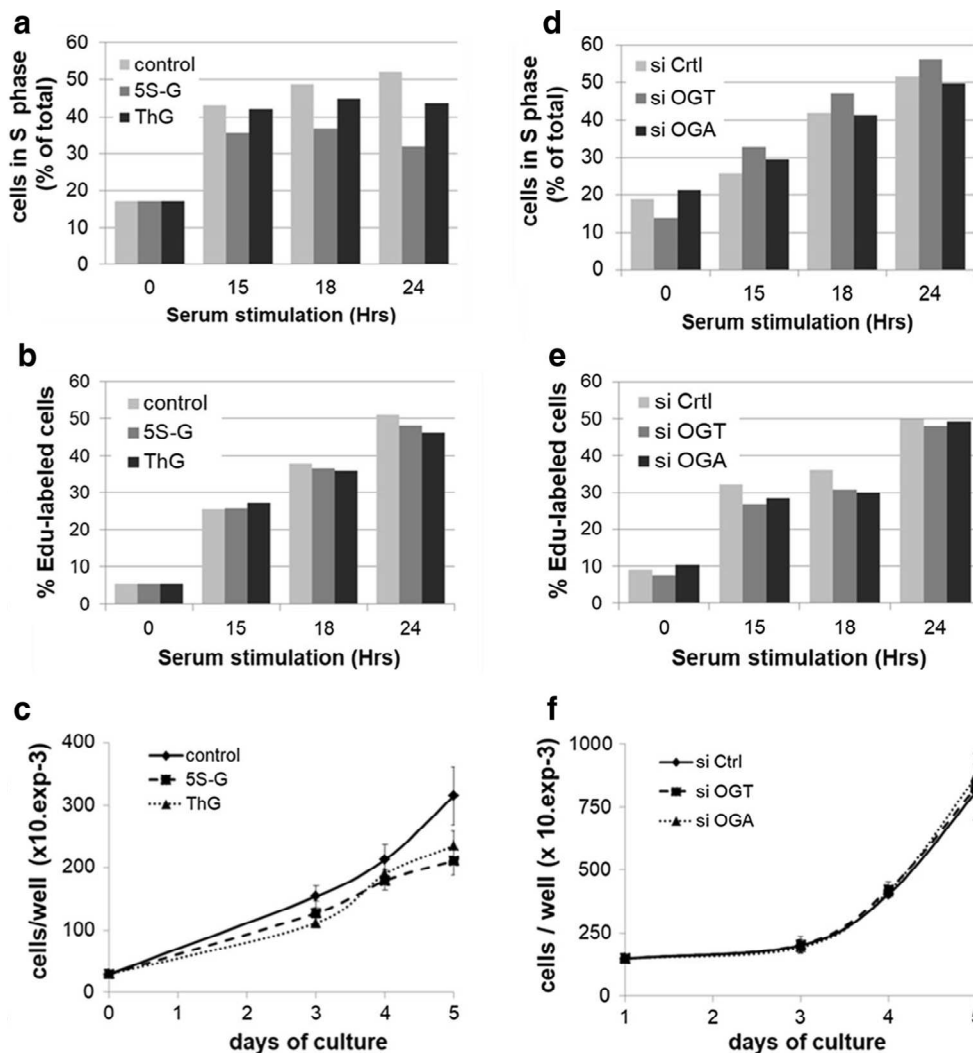 a
cells in S phase
(% of total)
60
50
40
30
20
10
0
control
5S-G
ThG
0 15 18 24
Serum stimulation (Hrs)
b
% Edu-labeled cells
60
50
40
30
20
10
0
control
5S-G
ThG
0 15 18 24
Serum stimulation (Hrs)
c
cells/well (x10.exp-3)
400
300
200
100
0
control
5S-G
ThG
0 1 2 3 4 5
days of culture
d
cells in S phase
(% of total)
60
50
40
30
20
10
0
si Crtl
si OGT
si OGA
0 15 18 24
Serum stimulation (Hrs)
e
% Edu-labeled cells
60
50
40
30
20
10
0
si Crtl
si OGT
si OGA
0 15 18 24
Serum stimulation (Hrs)
f
cells / well (x 10.exp-3)
1000
750
500
250
0
si Ctrl
si OGT
si OGA
1 2 3 4 5
days of culture